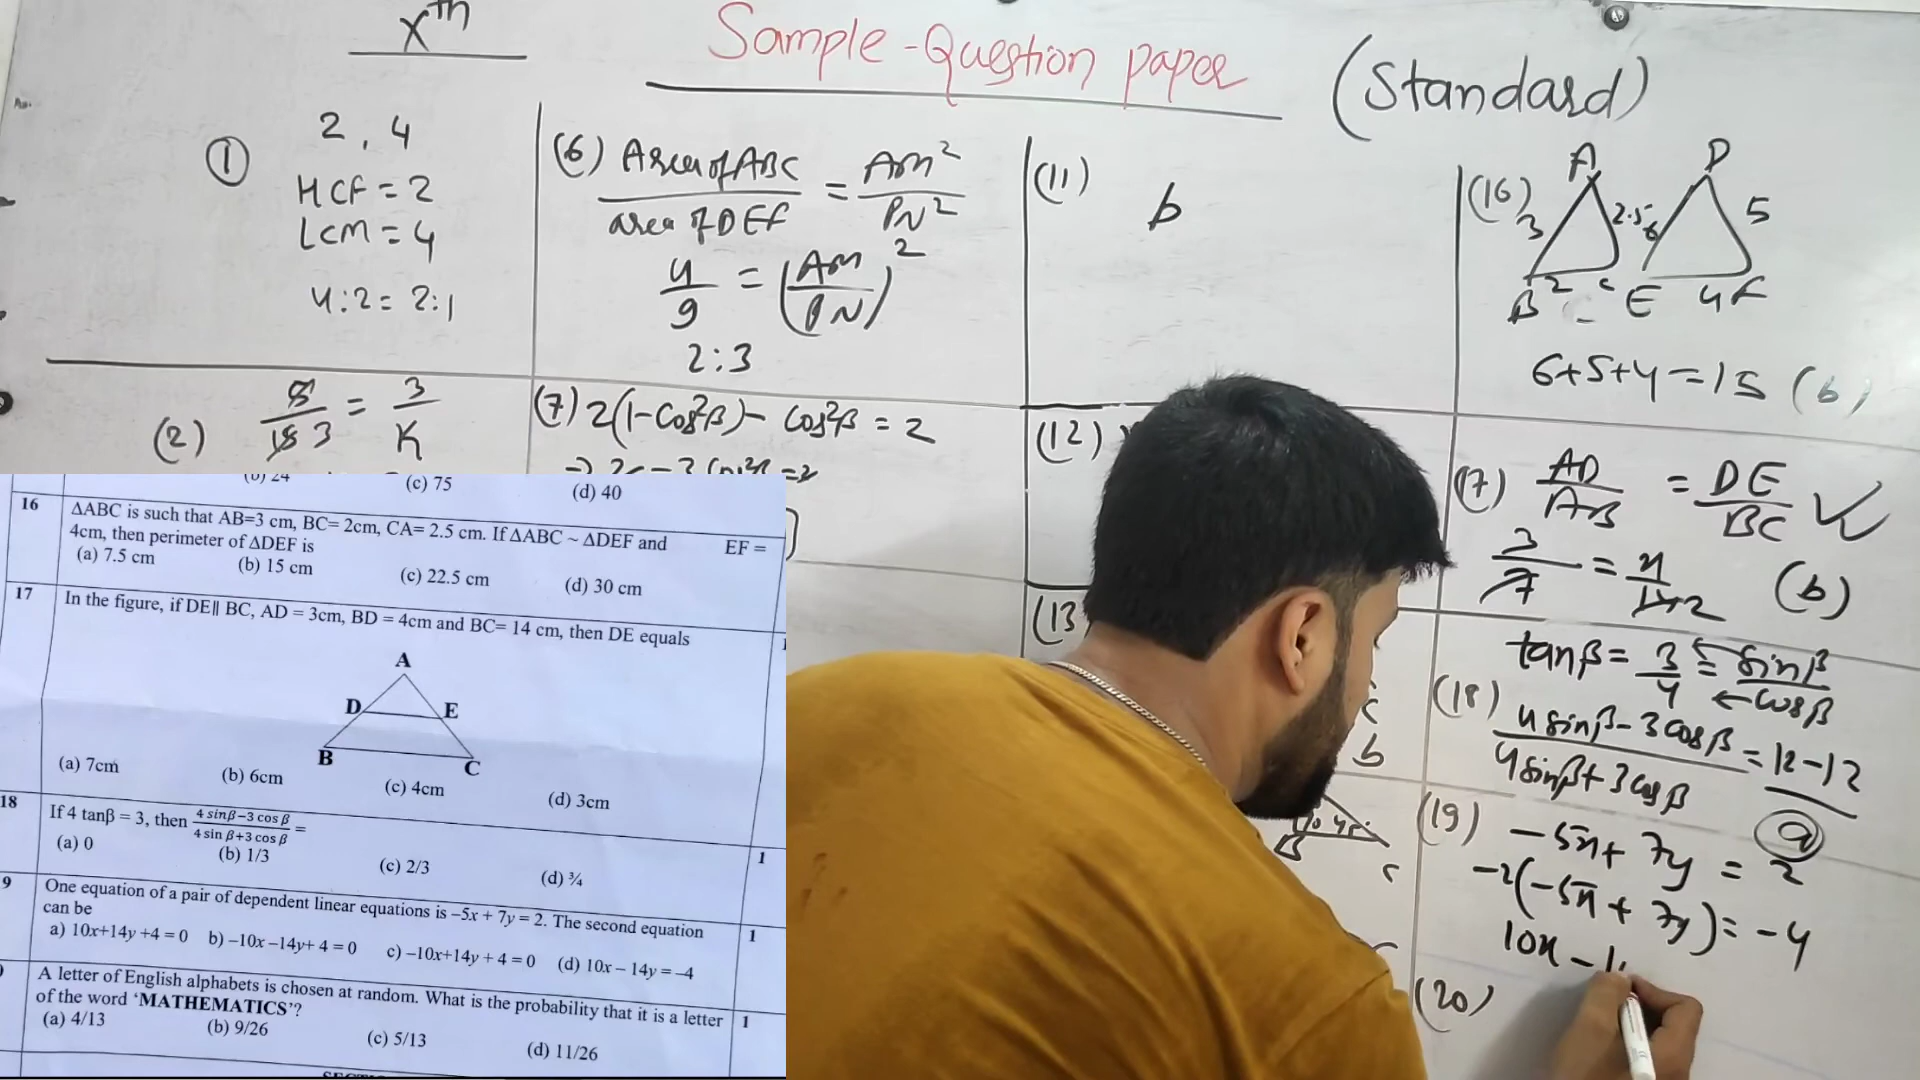 Xth
Sample-Question paper
(Standard)
①
2, 4
HCF = 2
LCM = 4
4:2 = 2:1
(6) Area of ABC / area of DEF = AM² / PN²
4/9 = (AM/PN)²
2:3
(11)
b
(16)
A
3
2.5
B
2
C
D
6
5
E
4
F
6+5+4=15 (b)
(2) 8/18 3 = 3/K
(7) 2(1-cos²β) - cos²β = 2
(12)
(17) AD/AB = DE/BC
3/7 = x/14 2 (b)
(13)
c
b
tanβ = 3/4 = sinβ/cosβ
(18) 4sinβ-3cosβ / 4sinβ+3cosβ = 12-12
a
B
c
(19) -5x+7y = 2
-2(-5x+7y) = -4
10x -
(20)
(b) 24
(c) 75
(d) 40
16
ΔABC is such that AB=3 cm, BC= 2cm, CA= 2.5 cm. If ΔABC ~ ΔDEF and EF =
4cm, then perimeter of ΔDEF is
(a) 7.5 cm (b) 15 cm (c) 22.5 cm (d) 30 cm
17
In the figure, if DE|| BC, AD = 3cm, BD = 4cm and BC= 14 cm, then DE equals
A
D
E
B
C
(a) 7cm (b) 6cm (c) 4cm (d) 3cm
18
If 4 tanβ = 3, then 4 sinβ−3 cos β / 4 sin β+3 cos β =
(a) 0 (b) 1/3 (c) 2/3 (d) ¾
1
9
One equation of a pair of dependent linear equations is −5x + 7y = 2. The second equation
can be
1
a) 10x+14y +4 = 0 b) −10x −14y+ 4 = 0 c) −10x+14y + 4 = 0 (d) 10x − 14y = −4
A letter of English alphabets is chosen at random. What is the probability that it is a letter
of the word ‘MATHEMATICS’?
1
(a) 4/13 (b) 9/26 (c) 5/13 (d) 11/26